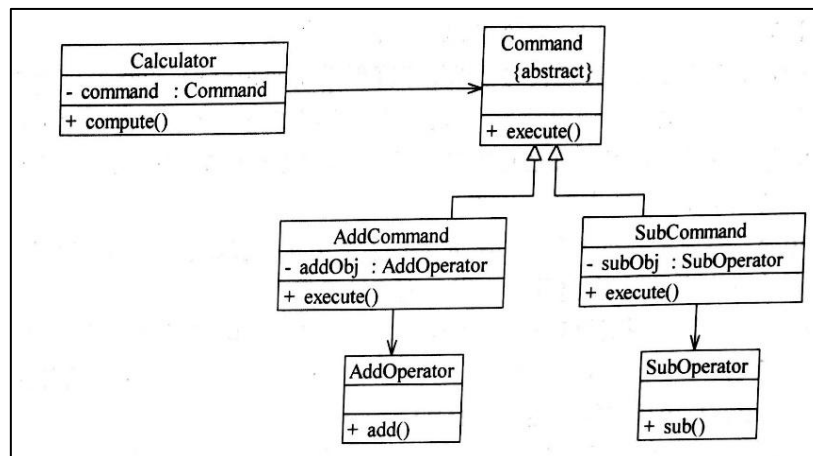 Calculator
- command : Command
+ compute()
Command
{abstract}
+ execute()
AddCommand
- addObj : AddOperator
+ execute()
SubCommand
- subObj : SubOperator
+ execute()
AddOperator
+ add()
SubOperator
+ sub()